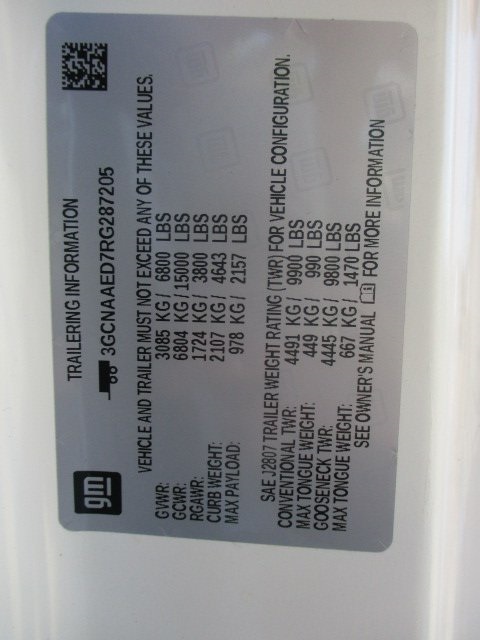 gm
TRAILERING INFORMATION
3GCNAAED7RG287205
VEHICLE AND TRAILER MUST NOT EXCEED ANY OF THESE VALUES.
GVWR: 3085 KG / 6800 LBS
GCWR: 6804 KG / 15000 LBS
RGAWR: 1724 KG / 3800 LBS
CURB WEIGHT: 2107 KG / 4643 LBS
MAX PAYLOAD: 978 KG / 2157 LBS
SAE J2807 TRAILER WEIGHT RATING (TWR) FOR VEHICLE CONFIGURATION.
CONVENTIONAL TWR: 4491 KG / 9900 LBS
MAX TONGUE WEIGHT: 449 KG / 990 LBS
GOOSENECK TWR: 4445 KG / 9800 LBS
MAX TONGUE WEIGHT: 667 KG / 1470 LBS
SEE OWNER'S MANUAL FOR MORE INFORMATION